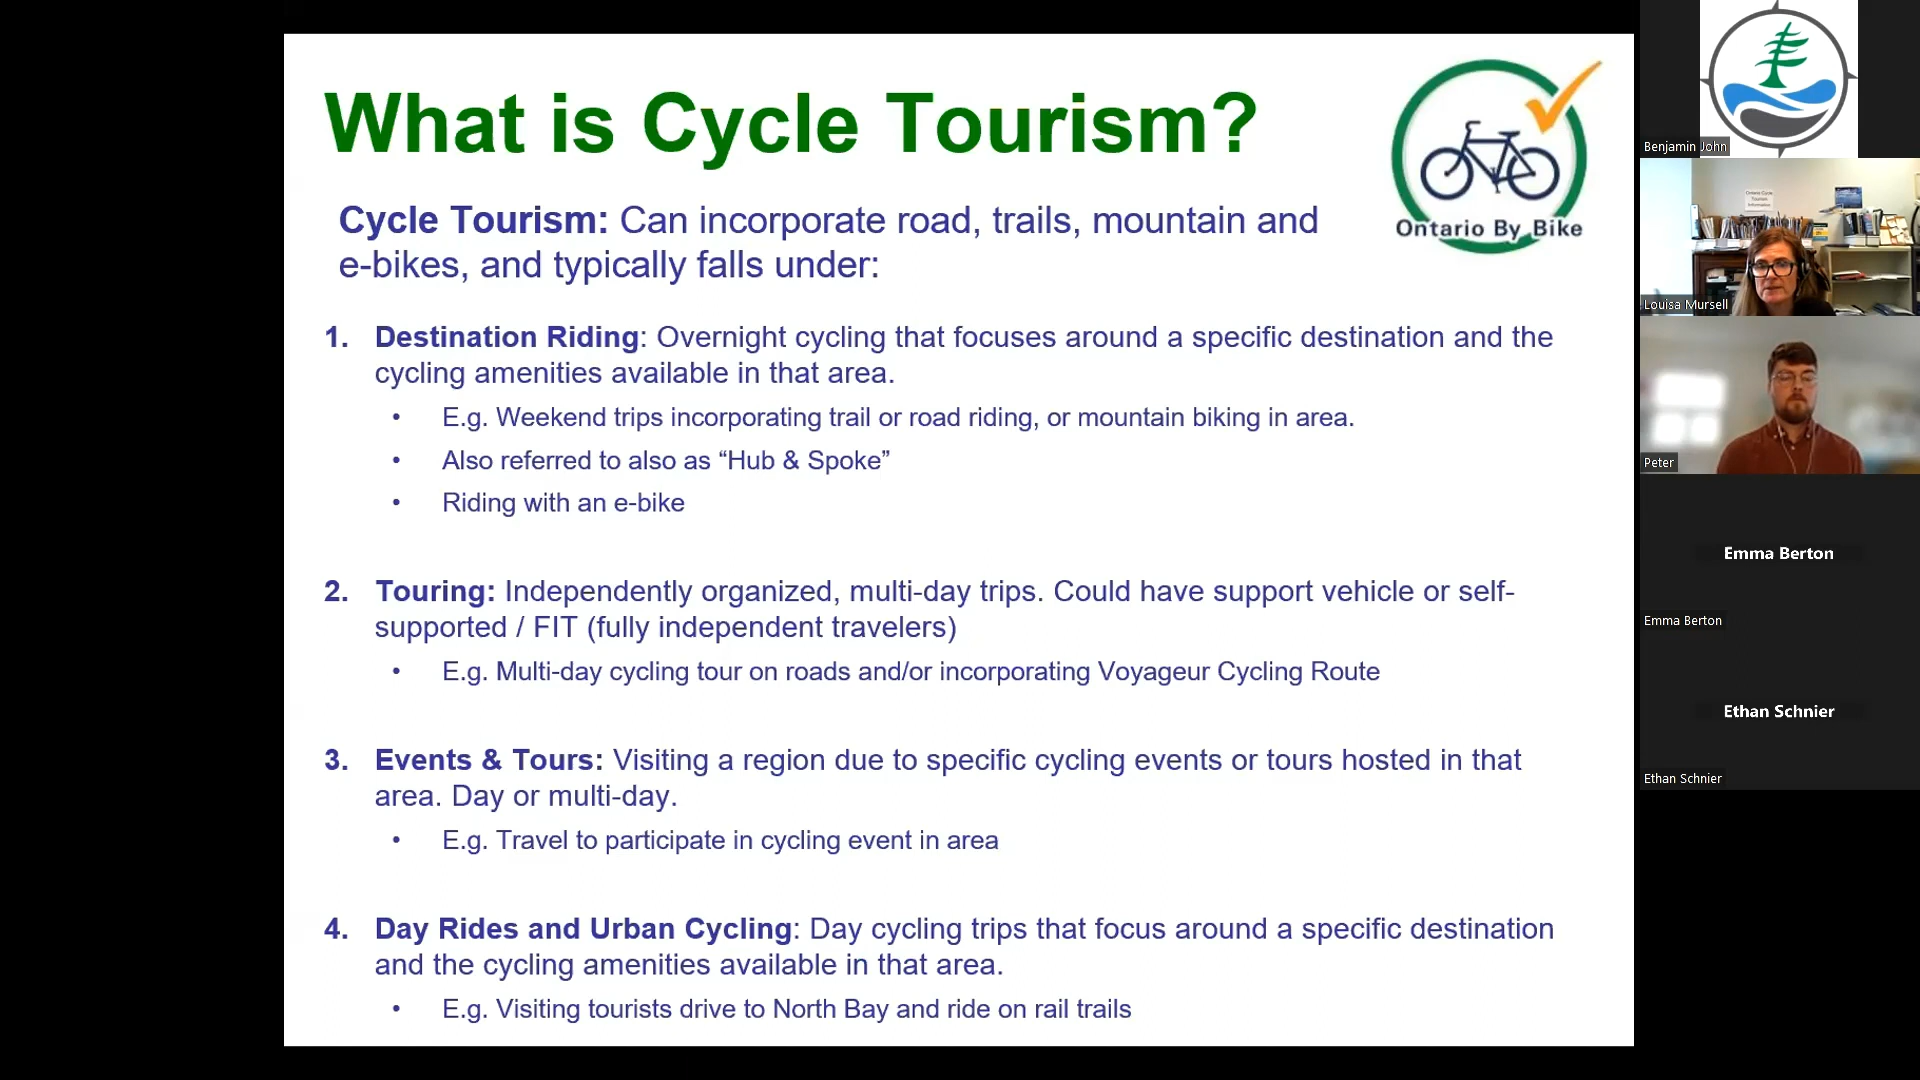 What is Cycle Tourism?
Ontario By Bike
Cycle Tourism: Can incorporate road, trails, mountain and
e-bikes, and typically falls under:
1. Destination Riding: Overnight cycling that focuses around a specific destination and the
cycling amenities available in that area.
• E.g. Weekend trips incorporating trail or road riding, or mountain biking in area.
• Also referred to also as “Hub & Spoke”
• Riding with an e-bike
2. Touring: Independently organized, multi-day trips. Could have support vehicle or self-
supported / FIT (fully independent travelers)
• E.g. Multi-day cycling tour on roads and/or incorporating Voyageur Cycling Route
3. Events & Tours: Visiting a region due to specific cycling events or tours hosted in that
area. Day or multi-day.
• E.g. Travel to participate in cycling event in area
4. Day Rides and Urban Cycling: Day cycling trips that focus around a specific destination
and the cycling amenities available in that area.
• E.g. Visiting tourists drive to North Bay and ride on rail trails
Benjamin John
Louisa Mursell
Peter
Emma Berton
Emma Berton
Ethan Schnier
Ethan Schnier